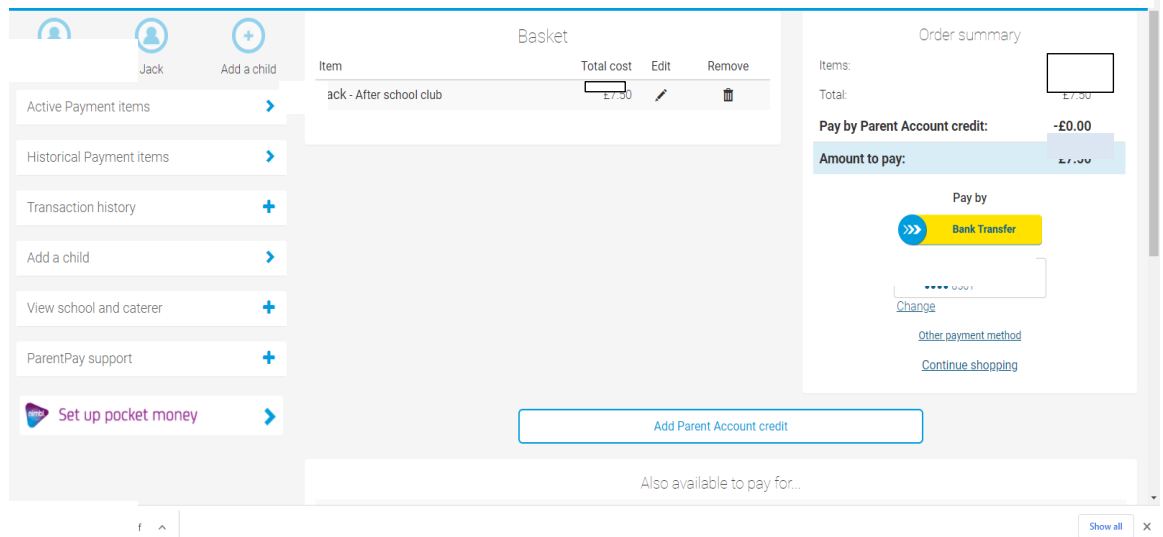 Jack
Add a child
Active Payment items
Historical Payment items
Transaction history
Add a child
View school and caterer
ParentPay support
nimbl Set up pocket money
Basket
Item Total cost Edit Remove
ack - After school club £7.50
Order summary
Items:
Total: £7.50
Pay by Parent Account credit: -£0.00
Amount to pay: £7.50
Pay by
Bank Transfer
Change
Other payment method
Continue shopping
Add Parent Account credit
Also available to pay for...
f
Show all